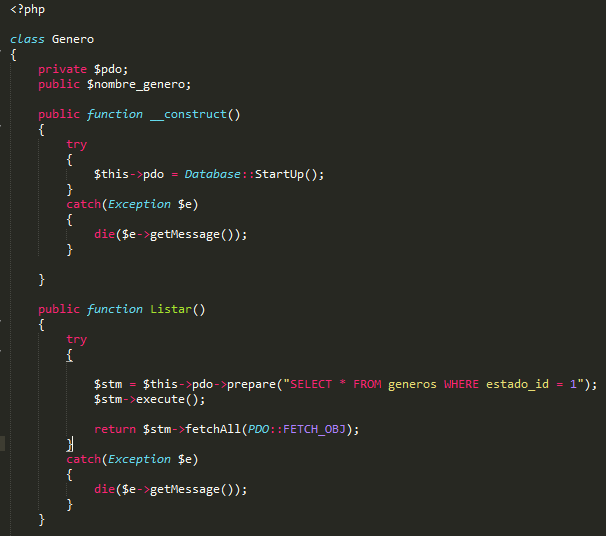 <?php
class Genero
{
private $pdo;
public $nombre_genero;
public function __construct()
{
try
{
$this->pdo = Database::StartUp();
}
catch(Exception $e)
{
die($e->getMessage());
}
}
public function Listar()
{
try
{
$stm = $this->pdo->prepare("SELECT * FROM generos WHERE estado_id = 1");
$stm->execute();
return $stm->fetchAll(PDO::FETCH_OBJ);
}
catch(Exception $e)
{
die($e->getMessage());
}
}